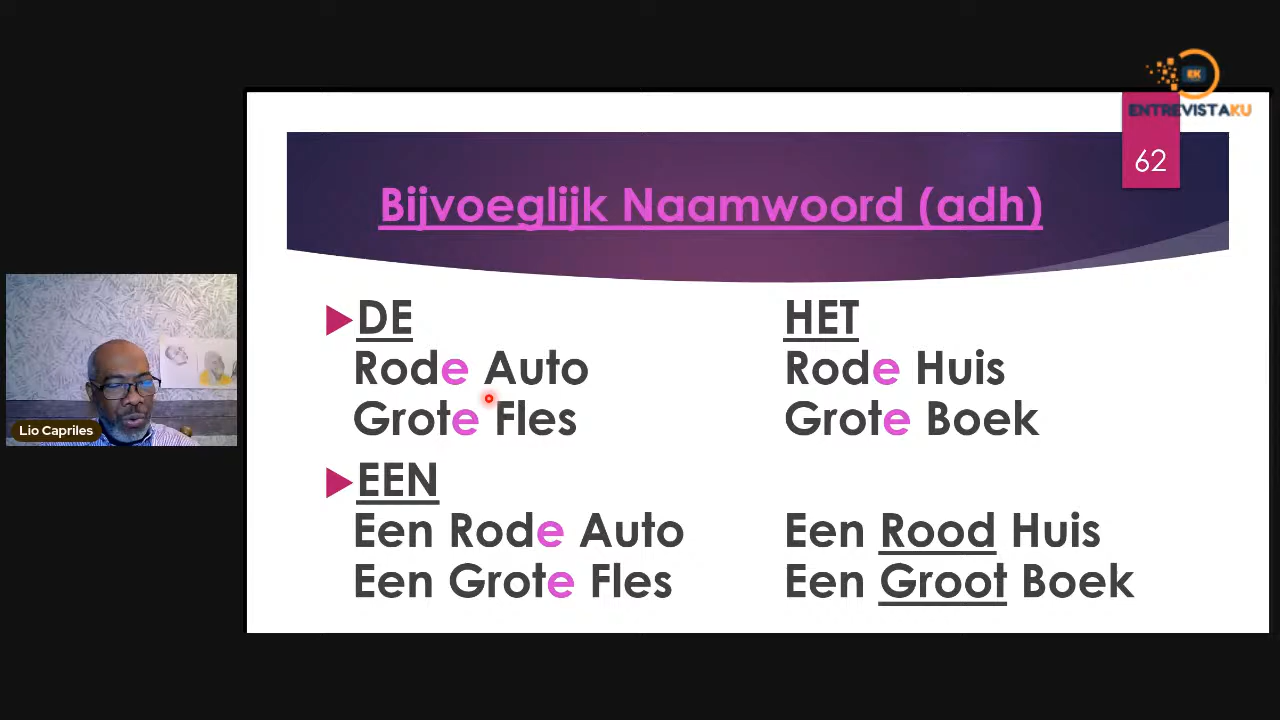 EK
ENTREVISTAKU
62
Bijvoeglijk Naamwoord (adh)
DE
Rode Auto
Grote Fles
HET
Rode Huis
Grote Boek
EEN
Een Rode Auto
Een Grote Fles
Een Rood Huis
Een Groot Boek
Lio Capriles